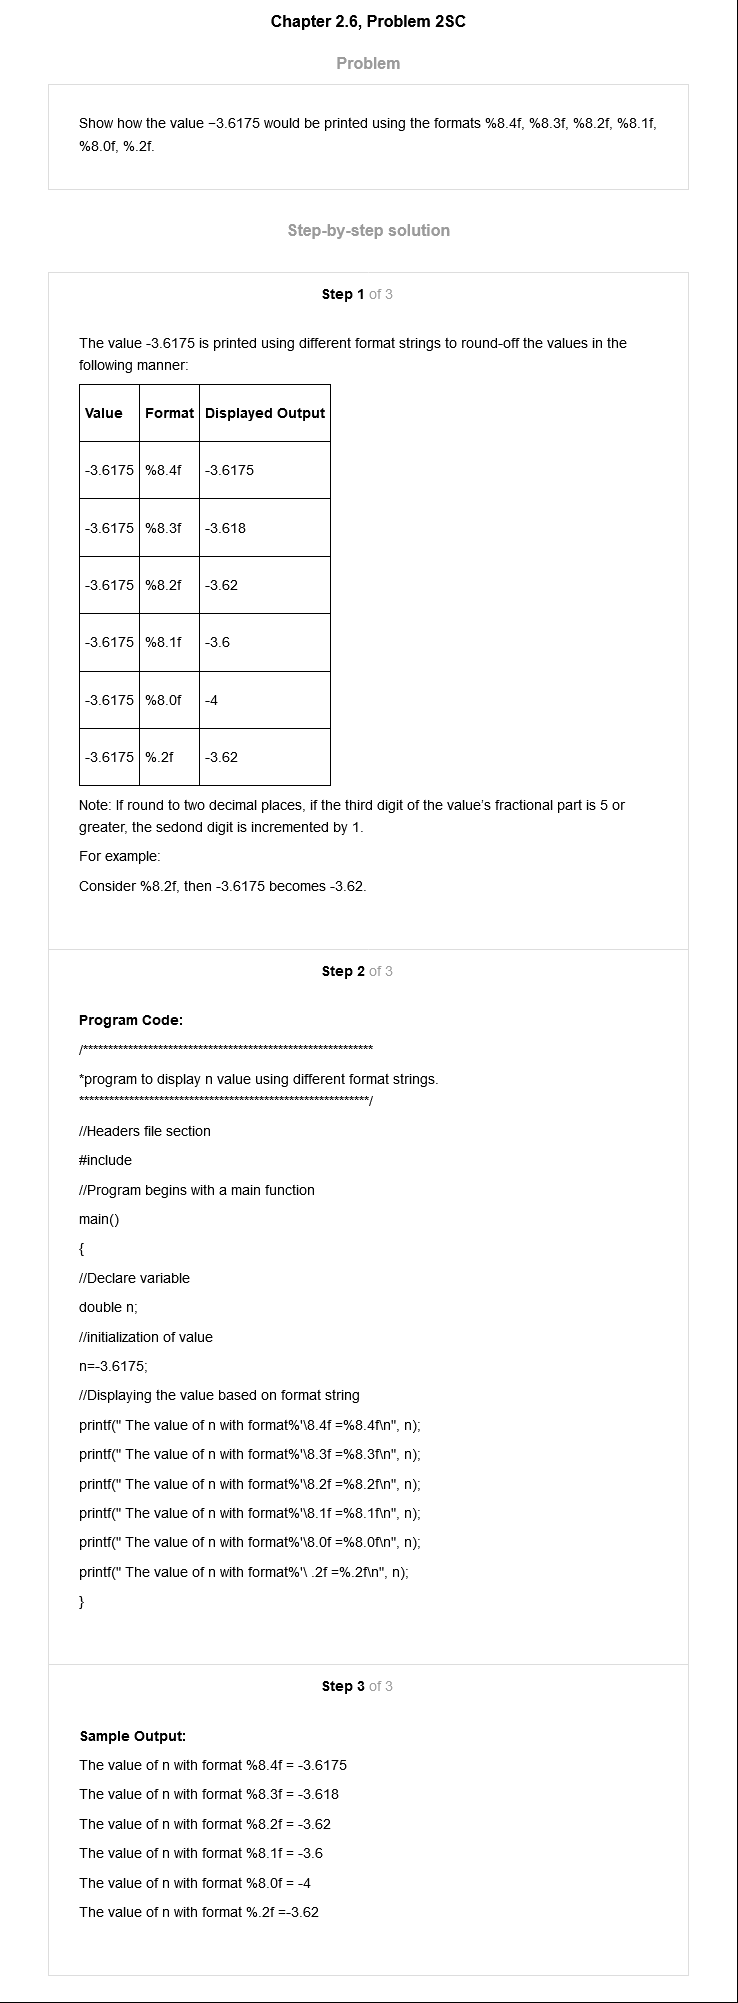 Chapter 2.6, Problem 2SC
Problem
Show how the value −3.6175 would be printed using the formats %8.4f, %8.3f, %8.2f, %8.1f,
%8.0f, %.2f.
Step-by-step solution
Step 1 of 3
The value -3.6175 is printed using different format strings to round-off the values in the
following manner:
Value Format Displayed Output
-3.6175 %8.4f -3.6175
-3.6175 %8.3f -3.618
-3.6175 %8.2f -3.62
-3.6175 %8.1f -3.6
-3.6175 %8.0f -4
-3.6175 %.2f -3.62
Note: If round to two decimal places, if the third digit of the value’s fractional part is 5 or
greater, the sedond digit is incremented by 1.
For example:
Consider %8.2f, then -3.6175 becomes -3.62.
Step 2 of 3
Program Code:
/**********************************************************
*program to display n value using different format strings.
**********************************************************/
//Headers file section
#include
//Program begins with a main function
main()
{
//Declare variable
double n;
//initialization of value
n=-3.6175;
//Displaying the value based on format string
printf(" The value of n with format%'\8.4f =%8.4f\n", n);
printf(" The value of n with format%'\8.3f =%8.3f\n", n);
printf(" The value of n with format%'\8.2f =%8.2f\n", n);
printf(" The value of n with format%'\8.1f =%8.1f\n", n);
printf(" The value of n with format%'\8.0f =%8.0f\n", n);
printf(" The value of n with format%'\ .2f =%.2f\n", n);
}
Step 3 of 3
Sample Output:
The value of n with format %8.4f = -3.6175
The value of n with format %8.3f = -3.618
The value of n with format %8.2f = -3.62
The value of n with format %8.1f = -3.6
The value of n with format %8.0f = -4
The value of n with format %.2f =-3.62